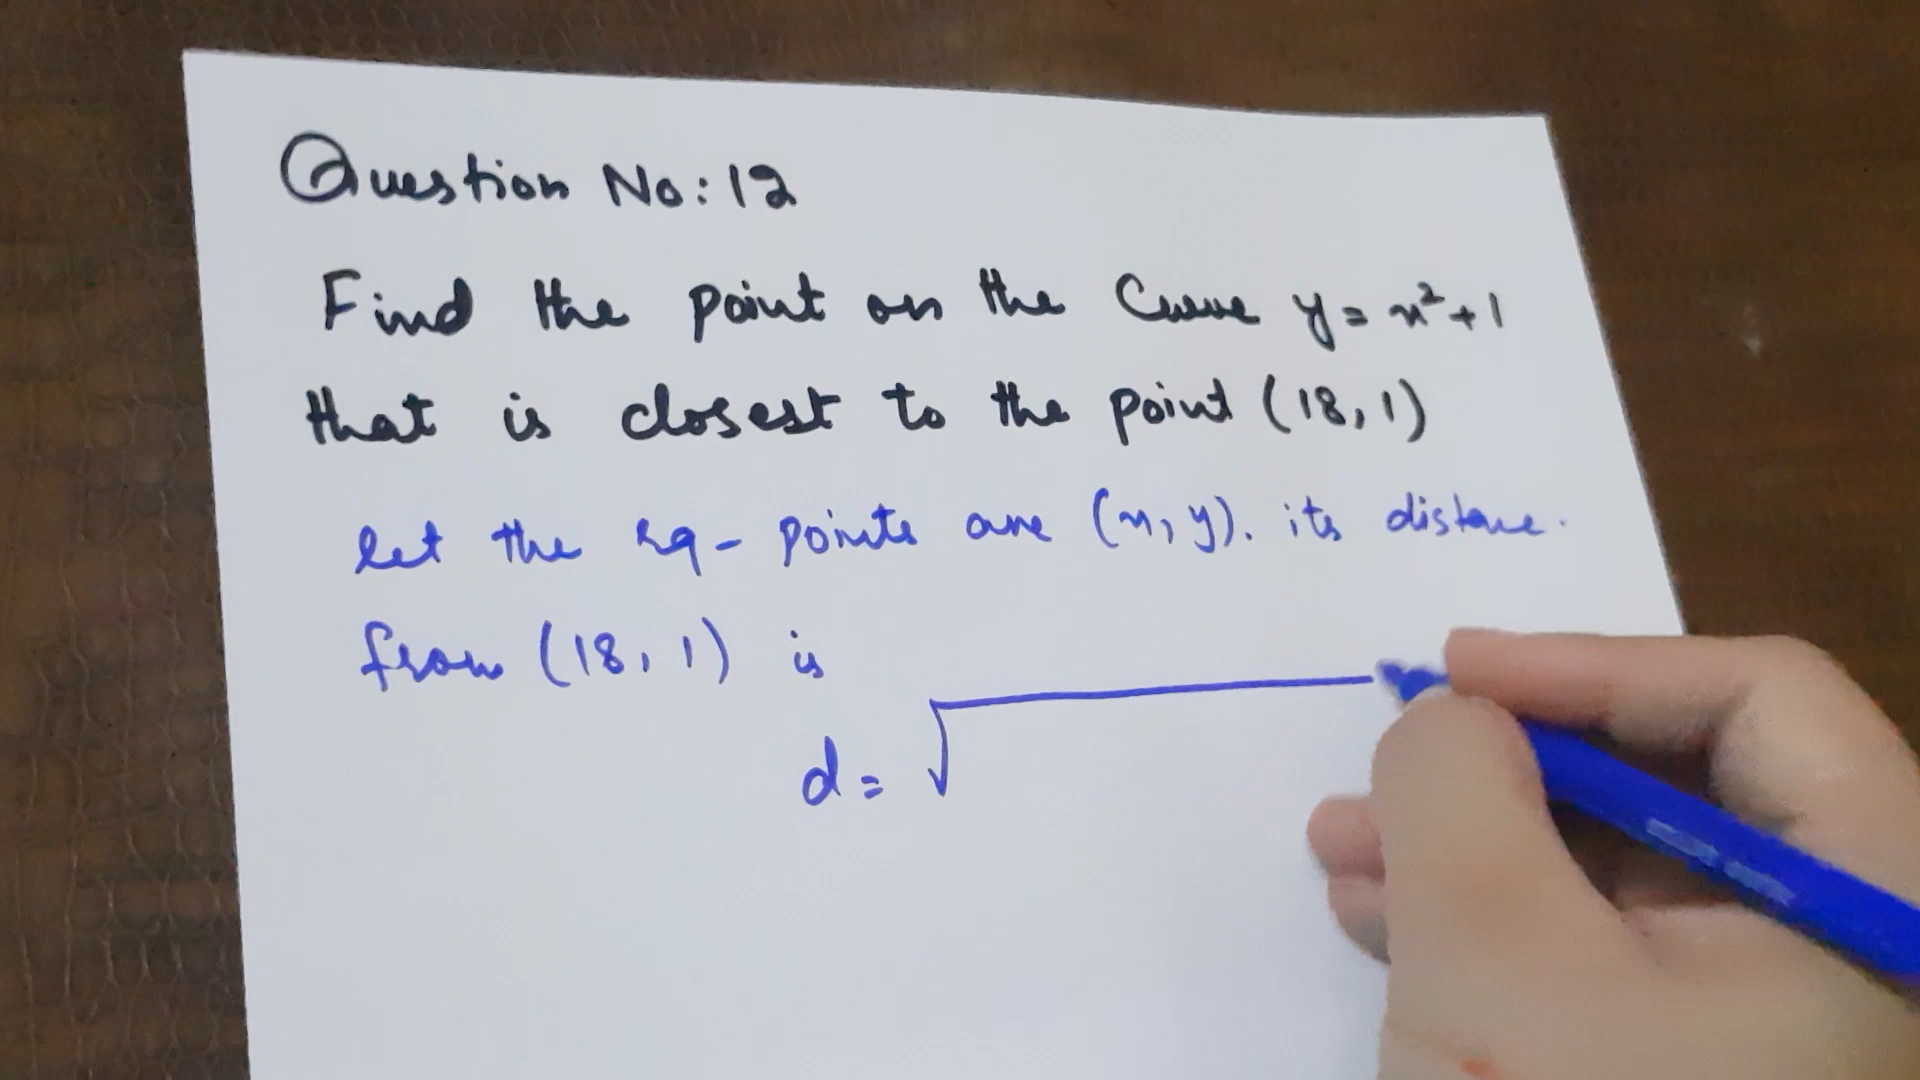 Question No: 12
Find the point on the Curve y = x² + 1
that is closest to the point (18, 1)
let the rq- points are (x, y). its distance.
from (18, 1) is
d = √